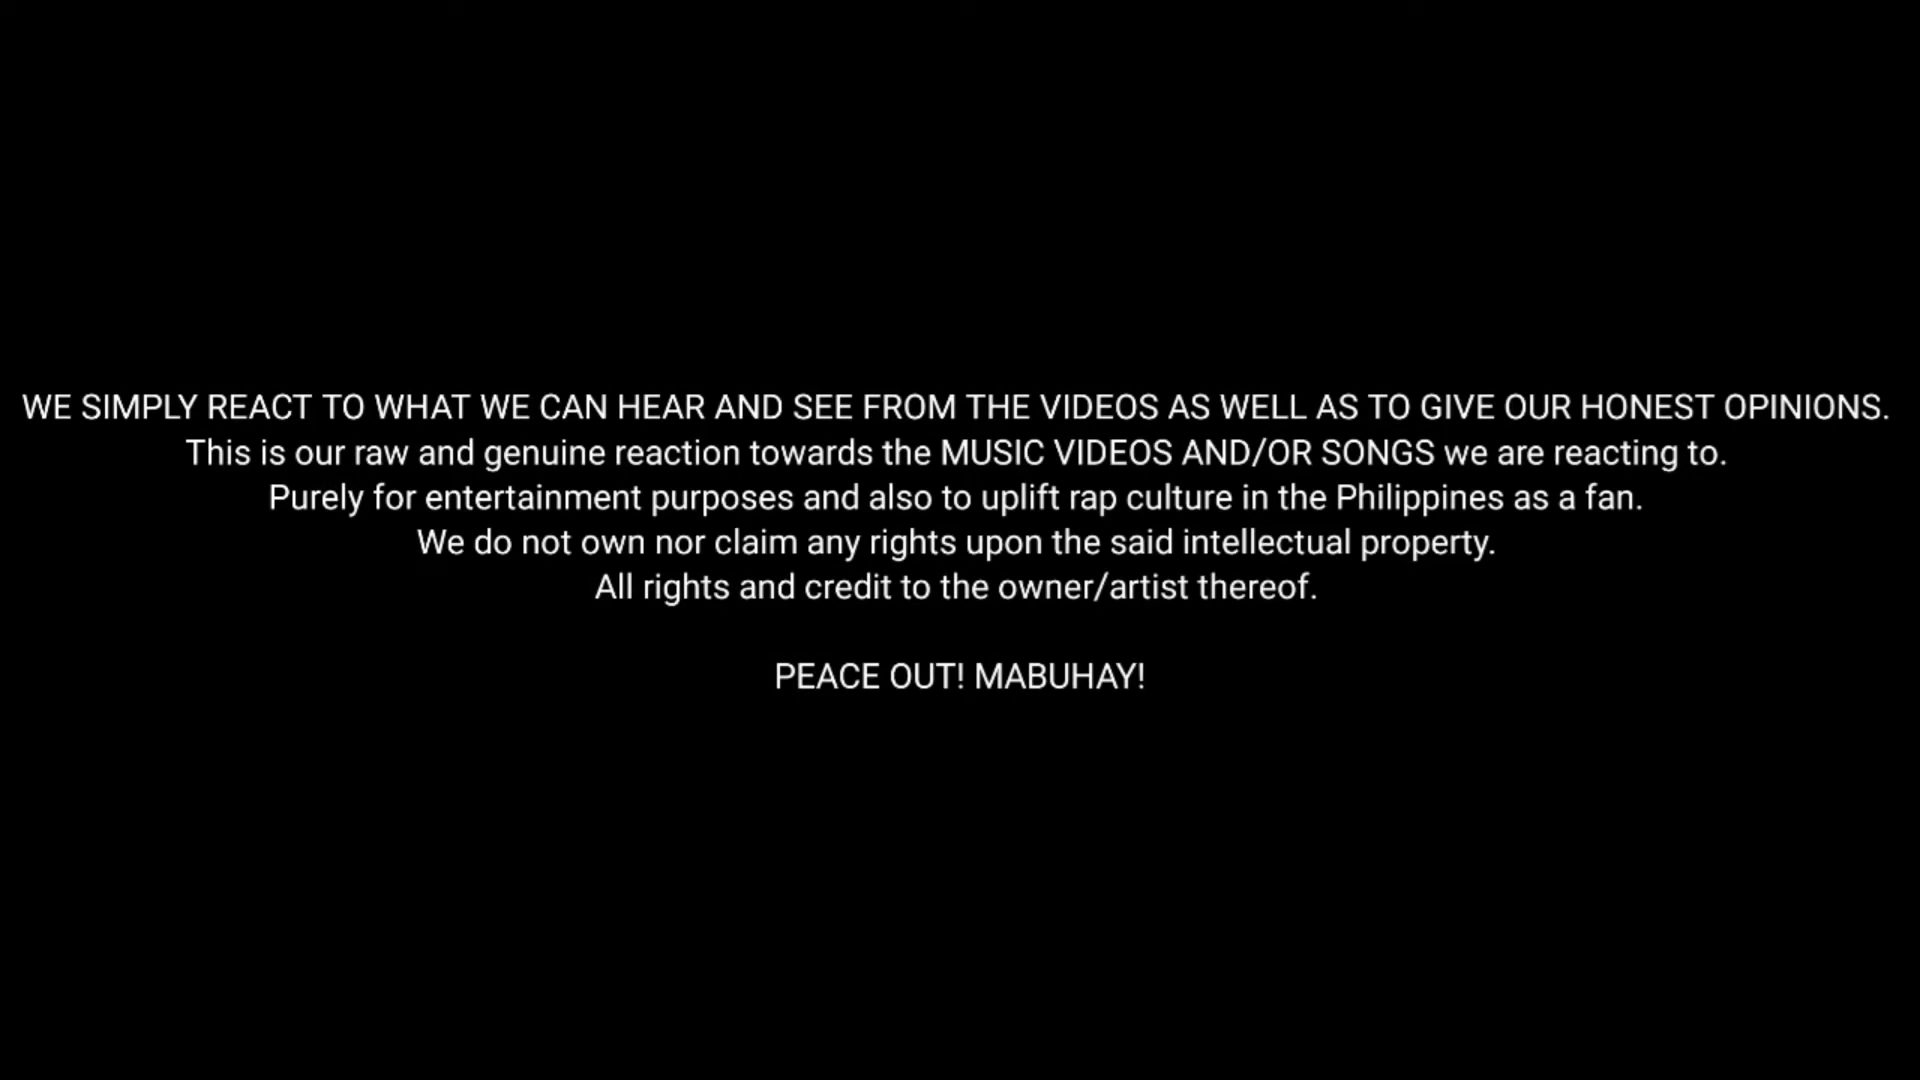 WE SIMPLY REACT TO WHAT WE CAN HEAR AND SEE FROM THE VIDEOS AS WELL AS TO GIVE OUR HONEST OPINIONS.
This is our raw and genuine reaction towards the MUSIC VIDEOS AND/OR SONGS we are reacting to.
Purely for entertainment purposes and also to uplift rap culture in the Philippines as a fan.
We do not own nor claim any rights upon the said intellectual property.
All rights and credit to the owner/artist thereof.
PEACE OUT! MABUHAY!